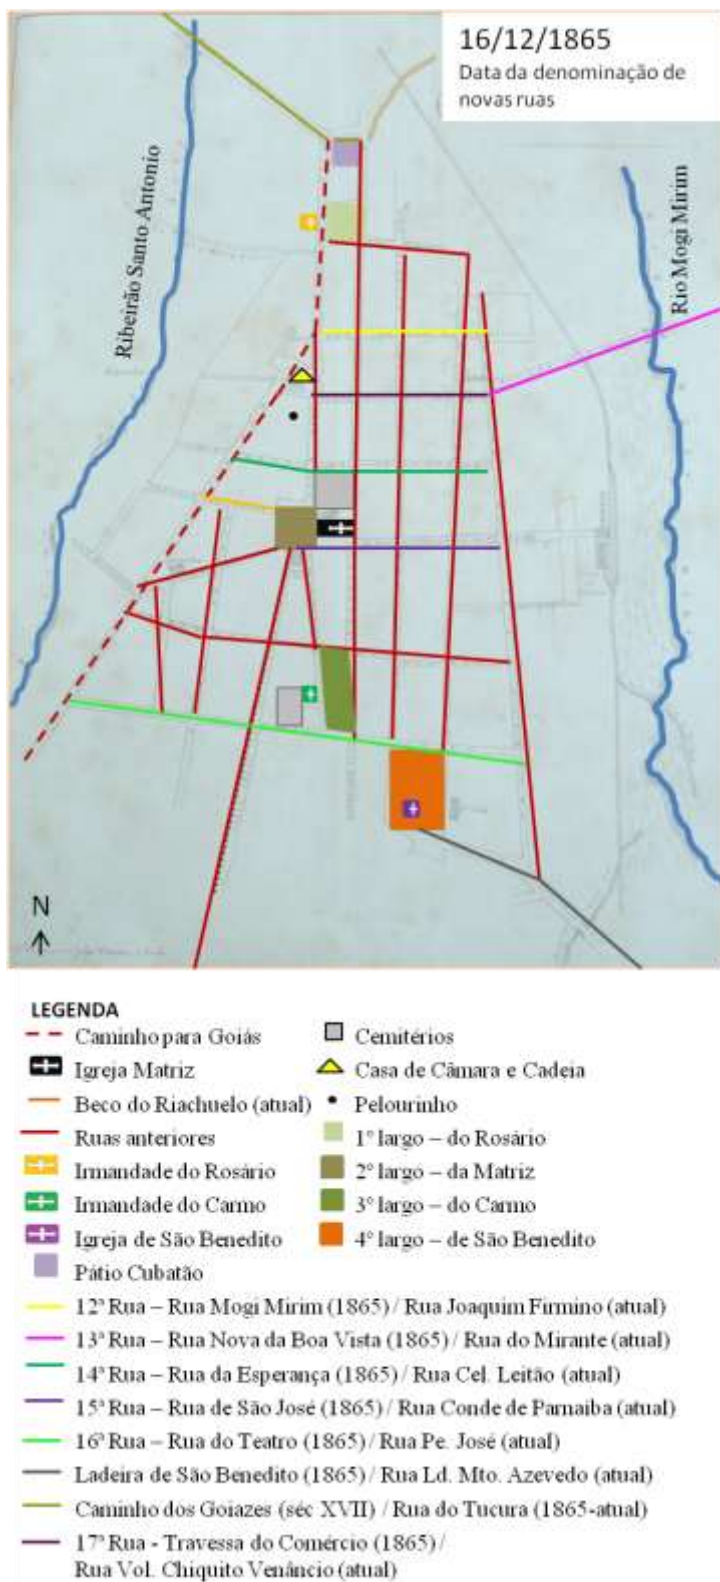 16/12/1865
Data da denominação de
novas ruas
Ribeirão Santo Antonio
Rio Mogi Mirim
N
LEGENDA
Caminho para Goiás
Cemitérios
Igreja Matriz
Casa de Câmara e Cadeia
Beco do Riachuelo (atual)
Pelourinho
Ruas anteriores
1º largo – do Rosário
Irmandade do Rosário
2º largo – da Matriz
Irmandade do Carmo
3º largo – do Carmo
Igreja de São Benedito
4º largo – de São Benedito
Pátio Cubatão
12ª Rua – Rua Mogi Mirim (1865) / Rua Joaquim Firmino (atual)
13ª Rua – Rua Nova da Boa Vista (1865) / Rua do Mirante (atual)
14ª Rua – Rua da Esperança (1865) / Rua Cel. Leitão (atual)
15ª Rua – Rua de São José (1865) / Rua Conde de Parnaiba (atual)
16ª Rua – Rua do Teatro (1865) / Rua Pe. José (atual)
Ladeira de São Benedito (1865) / Rua Ld. Mto. Azevedo (atual)
Caminho dos Goiazes (séc XVII) / Rua do Tucura (1865-atual)
17ª Rua - Travessa do Comércio (1865) /
Rua Vol. Chiquito Venâncio (atual)